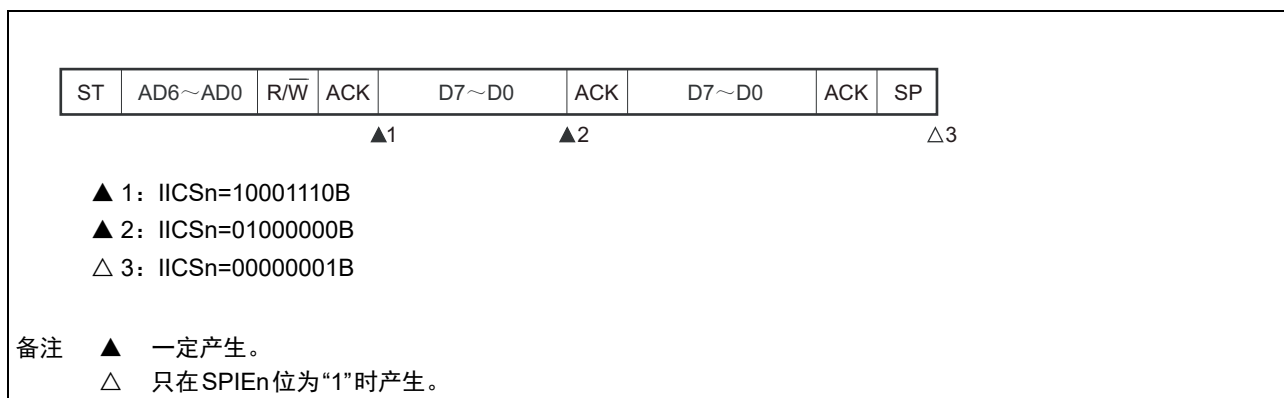 ST AD6～AD0 R/W̅ ACK D7～D0 ACK D7～D0 ACK SP
▲1 ▲2 △3
▲ 1：IICSn=10001110B
▲ 2：IICSn=01000000B
△ 3：IICSn=00000001B
备注 ▲ 一定产生。
△ 只在SPIEn位为“1”时产生。